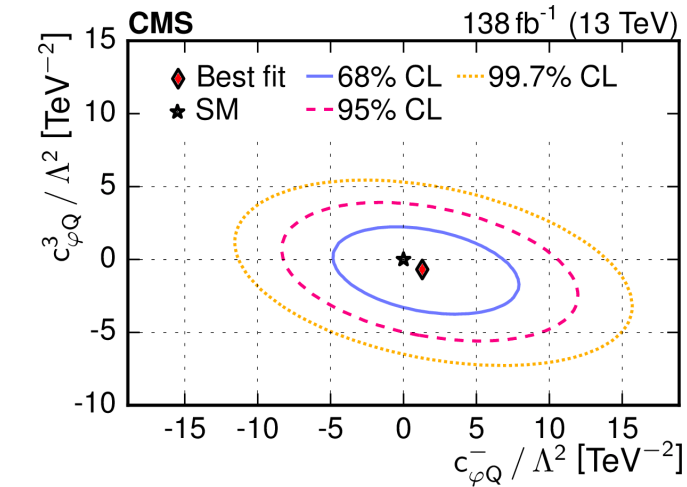 CMS 138 fb⁻¹ (13 TeV)
Best fit 68% CL 99.7% CL
SM 95% CL
15
10
5
0
-5
-10
c³φQ / Λ² [TeV⁻²]
-15 -10 -5 0 5 10 15
c⁻φQ / Λ² [TeV⁻²]